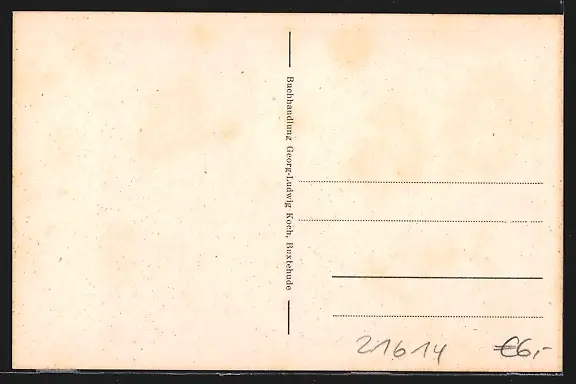 Buchhandlung Georg-Ludwig Koch, Buxtehude
21614 €6,-